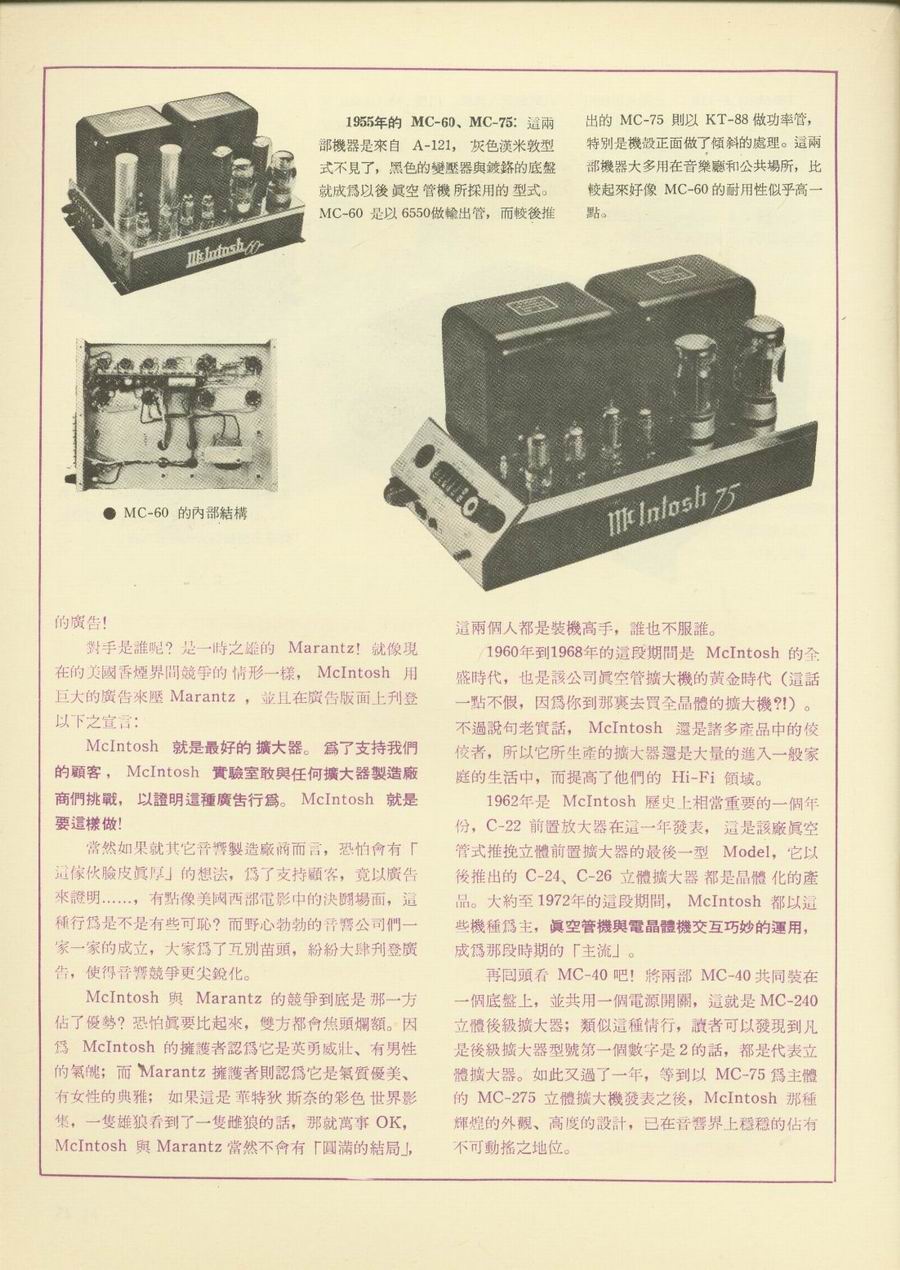 1955年的 MC-60、MC-75：這兩
部機器是來自 A-121， 灰色漢米敦型
式不見了，黑色的變壓器與鍍鉻的底盤
就成爲以後眞空管機所採用的型式。
MC-60 是以6550做輸出管，而較後推
出的 MC-75 則以 KT-88做功率管，
特別是機殼正面做了傾斜的處理。這兩
部機器大多用在音樂廳和公共場所，比
較起來好像 MC-60的耐用性似乎高一
點。
McIntosh 60
McIntosh 75
● MC-60 的內部結構
的廣告！
對手是誰呢？是一時之雄的 Marantz！就像現
在的美國香煙界間競爭的情形一樣， McIntosh 用
巨大的廣告來壓 Marantz ，並且在廣告版面上刋登
以下之宣言：
McIntosh 就是最好的擴大器。爲了支持我們
的顧客， McIntosh 實驗室敢與任何擴大器製造廠
商們挑戰，以證明這種廣告行爲。 McIntosh 就是
要這樣做！
當然如果就其它音響製造廠商而言，恐怕會有「
這傢伙臉皮眞厚」的想法，爲了支持顧客，竟以廣告
來證明……，有點像美國西部電影中的決鬪場面，這
種行爲是不是有些可恥？而野心勃勃的音響公司們一
家一家的成立，大家爲了互別苗頭，紛紛大肆刋登廣
告，使得音響競爭更尖銳化。
McIntosh 與 Marantz 的競爭到底是那一方
佔了優勢？恐怕眞要比起來，雙方都會焦頭爛額。因
爲 McIntosh 的擁護者認爲它是英勇威壯、有男性
的氣魄；而 Marantz 擁護者則認爲它是氣質優美、
有女性的典雅； 如果這是華特狄斯奈的彩色世界影
集，一隻雄狼看到了一隻雌狼的話，那就萬事 OK，
McIntosh 與 Marantz 當然不會有「圓滿的結局」，
這兩個人都是裝機高手，誰也不服誰。
1960年到1968年的這段期間是 McIntosh 的全
盛時代，也是該公司眞空管擴大機的黃金時代（這話
一點不假，因爲你到那裏去買全晶體的擴大機?!）。
不過說句老實話， McIntosh 還是諸多產品中的佼
佼者，所以它所生產的擴大器還是大量的進入一般家
庭的生活中，而提高了他們的 Hi-Fi 領域。
1962年是 McIntosh 歷史上相當重要的一個年
份，C-22 前置放大器在這一年發表， 這是該廠眞空
管式推挽立體前置擴大器的最後一型 Model，它以
後推出的 C-24、C-26 立體擴大器都是晶體化的產
品。大約至1972年的這段期間， McIntosh 都以這
些機種爲主，眞空管機與電晶體機交互巧妙的運用，
成爲那段時期的「主流」。
再回頭看 MC-40 吧！將兩部 MC-40共同裝在
一個底盤上，並共用一個電源開關，這就是MC-240
立體後級擴大器；類似這種情行，讀者可以發現到凡
是後級擴大器型號第一個數字是2的話，都是代表立
體擴大器。如此又過了一年，等到以 MC-75爲主體
的 MC-275 立體擴大機發表之後，McIntosh 那種
輝煌的外觀、高度的設計，已在音響界上穩穩的佔有
不可動搖之地位。